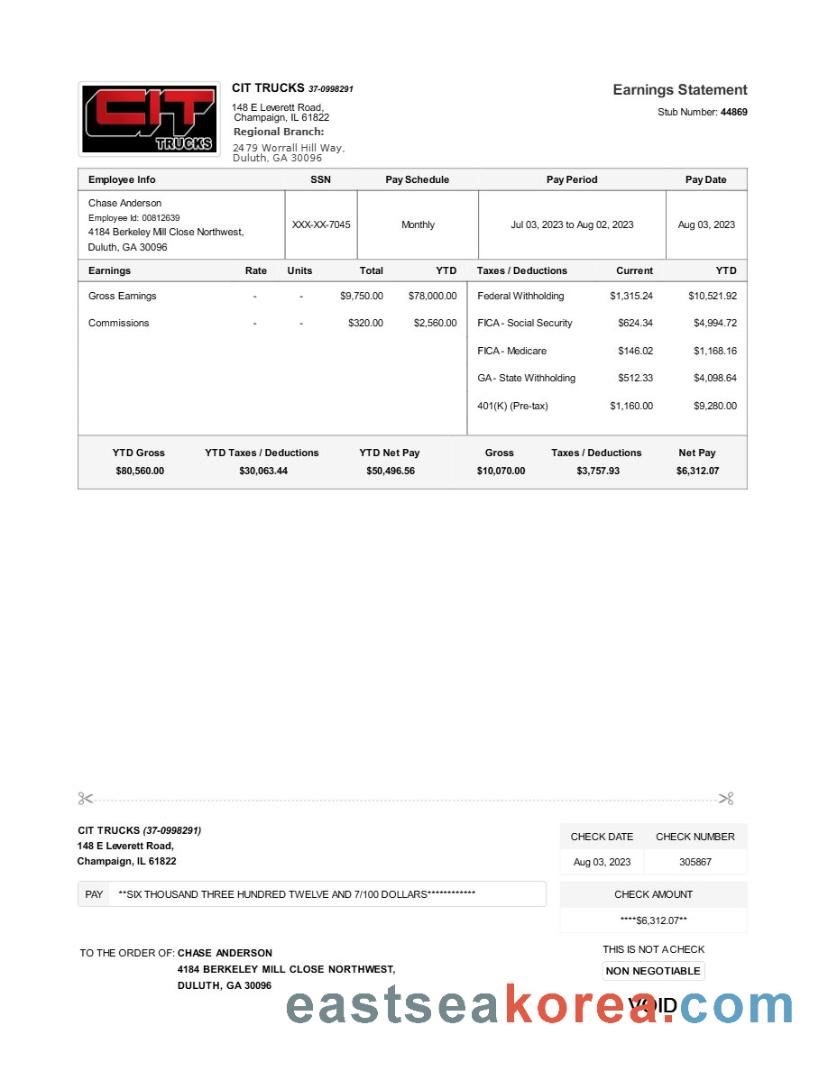 CIT
TRUCKS
CIT TRUCKS 37-0998291
148 E Leverett Road,
Champaign, IL 61822
Regional Branch:
2479 Worrall Hill Way,
Duluth, GA 30096
Earnings Statement
Stub Number: 44869
Employee Info SSN Pay Schedule Pay Period Pay Date
Chase Anderson
Employee Id: 00812639
4184 Berkeley Mill Close Northwest,
Duluth, GA 30096
XXX-XX-7045 Monthly Jul 03, 2023 to Aug 02, 2023 Aug 03, 2023
Earnings Rate Units Total YTD Taxes / Deductions Current YTD
Gross Earnings - - $9,750.00 $78,000.00 Federal Withholding $1,315.24 $10,521.92
Commissions - - $320.00 $2,560.00 FICA - Social Security $624.34 $4,994.72
FICA - Medicare $146.02 $1,168.16
GA - State Withholding $512.33 $4,098.64
401(K) (Pre-tax) $1,160.00 $9,280.00
YTD Gross YTD Taxes / Deductions YTD Net Pay Gross Taxes / Deductions Net Pay
$80,560.00 $30,063.44 $50,496.56 $10,070.00 $3,757.93 $6,312.07
CIT TRUCKS (37-0998291)
148 E Leverett Road,
Champaign, IL 61822
CHECK DATE CHECK NUMBER
Aug 03, 2023 305867
PAY **SIX THOUSAND THREE HUNDRED TWELVE AND 7/100 DOLLARS************
CHECK AMOUNT
****$6,312.07**
TO THE ORDER OF: CHASE ANDERSON
4184 BERKELEY MILL CLOSE NORTHWEST,
DULUTH, GA 30096
THIS IS NOT A CHECK
NON NEGOTIABLE
VOID
eastseakorea.com